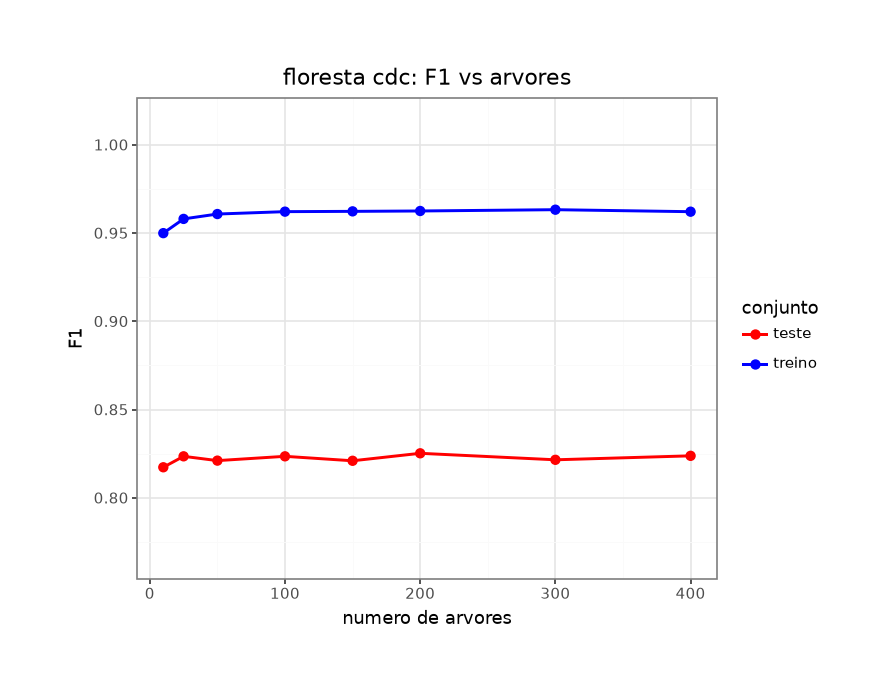 floresta cdc: F1 vs arvores
1.00
0.95
0.90
0.85
0.80
F1
0 100 200 300 400
numero de arvores
conjunto
teste
treino